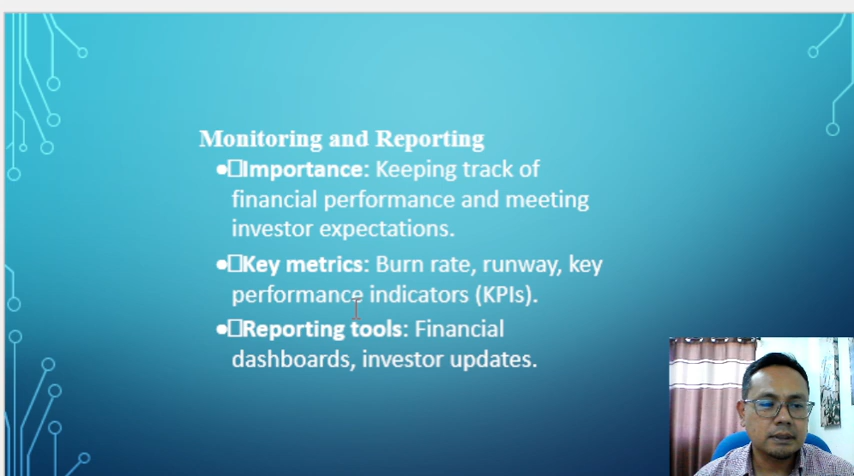 Monitoring and Reporting
•□Importance: Keeping track of
financial performance and meeting
investor expectations.
•□Key metrics: Burn rate, runway, key
performance indicators (KPIs).
•□Reporting tools: Financial
dashboards, investor updates.